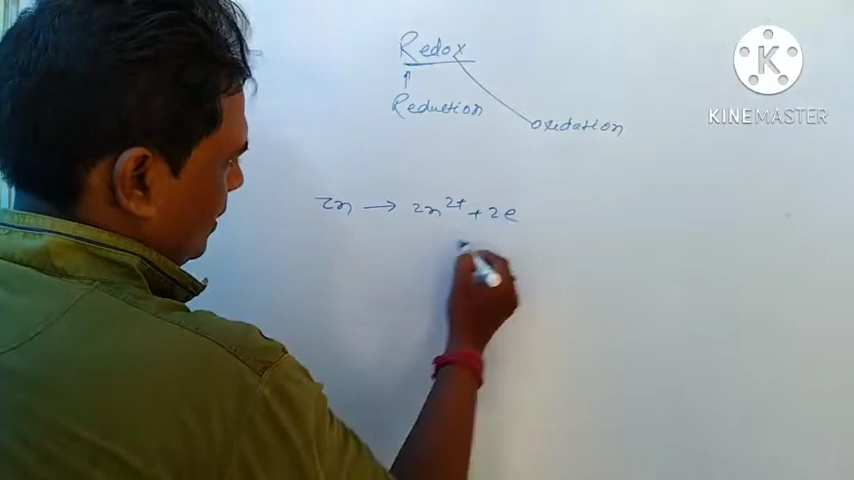 Redox
Reduction
oxidation
Zn → Zn²⁺ + 2e
KINEMASTER